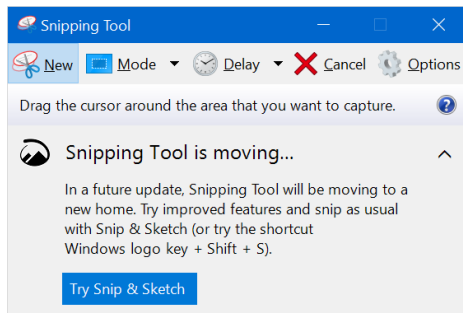 Snipping Tool
New Mode Delay Cancel Options
Drag the cursor around the area that you want to capture.
?
Snipping Tool is moving...
In a future update, Snipping Tool will be moving to a
new home. Try improved features and snip as usual
with Snip & Sketch (or try the shortcut
Windows logo key + Shift + S).
Try Snip & Sketch